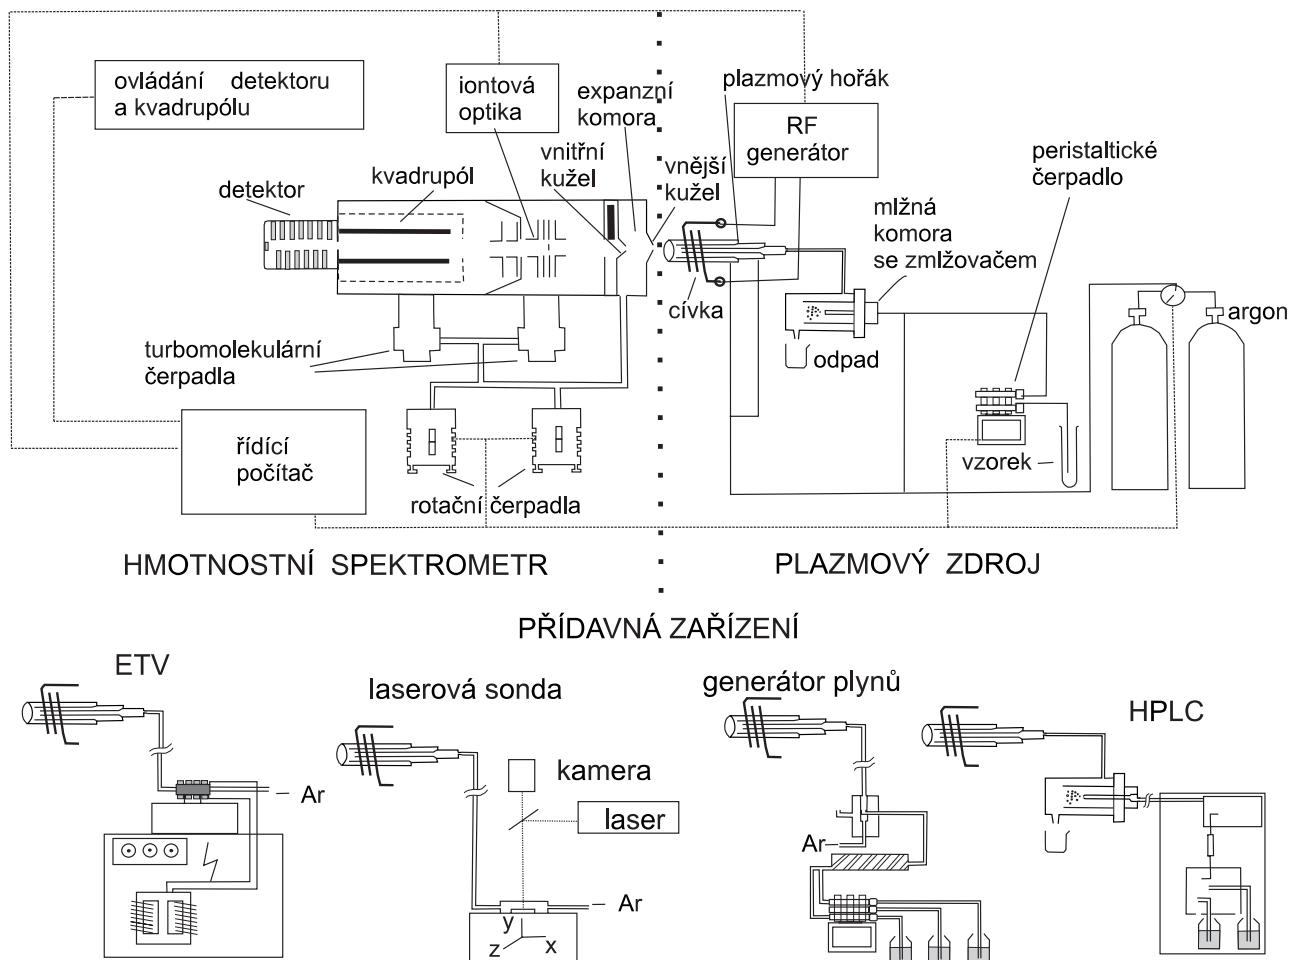 ovládání detektoru
a kvadrupólu
iontová
optika
expanzní
komora
plazmový hořák
RF
generátor
peristaltické
čerpadlo
detektor
kvadrupól
vnitřní
kužel
vnější
kužel
mlžná
komora
se zmlžovačem
cívka
argon
odpad
turbomolekulární
čerpadla
řídící
počítač
vzorek
rotační čerpadla
HMOTNOSTNÍ SPEKTROMETR
PLAZMOVÝ ZDROJ
PŘÍDAVNÁ ZAŘÍZENÍ
ETV
laserová sonda
generátor plynů
HPLC
kamera
Ar
laser
Ar
Ar
y
z
x